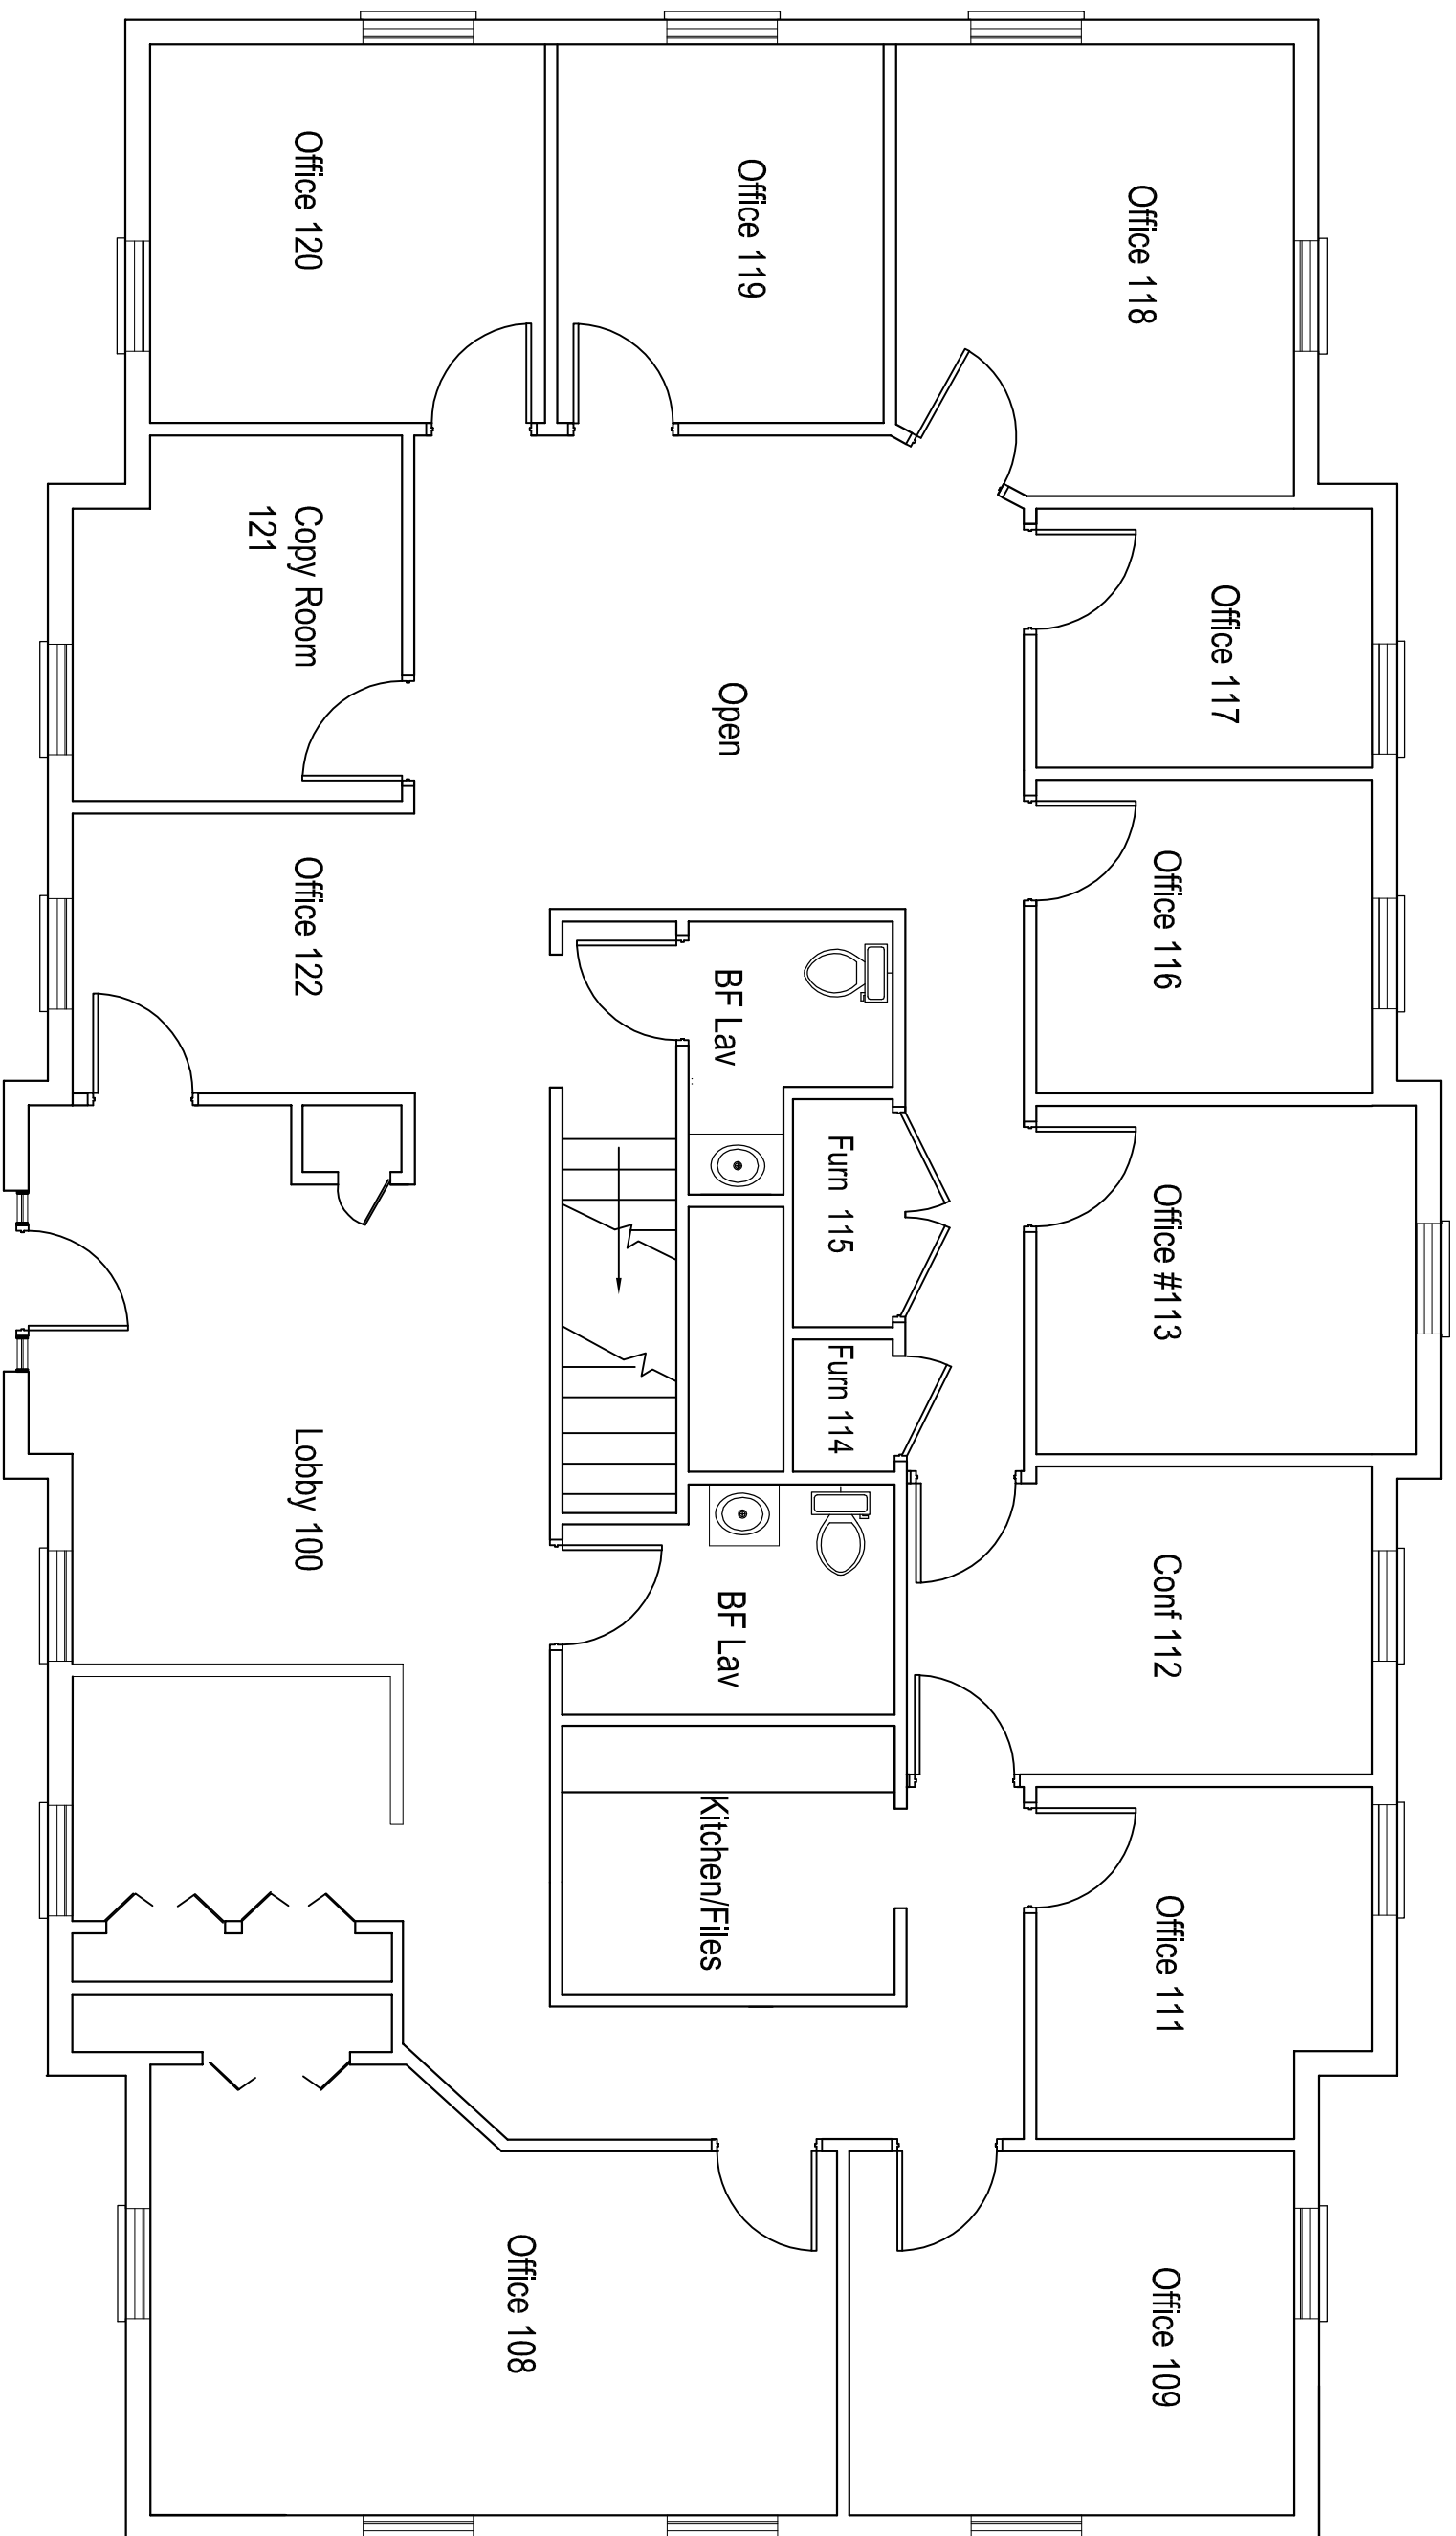 Office 118
Office 117
Office 116
Office #113
Conf 112
Office 111
Office 109
Office 119
Open
BF Lav
Furn 115
Furn 114
BF Lav
Kitchen/Files
Office 108
Office 120
Copy Room
121
Office 122
Lobby 100